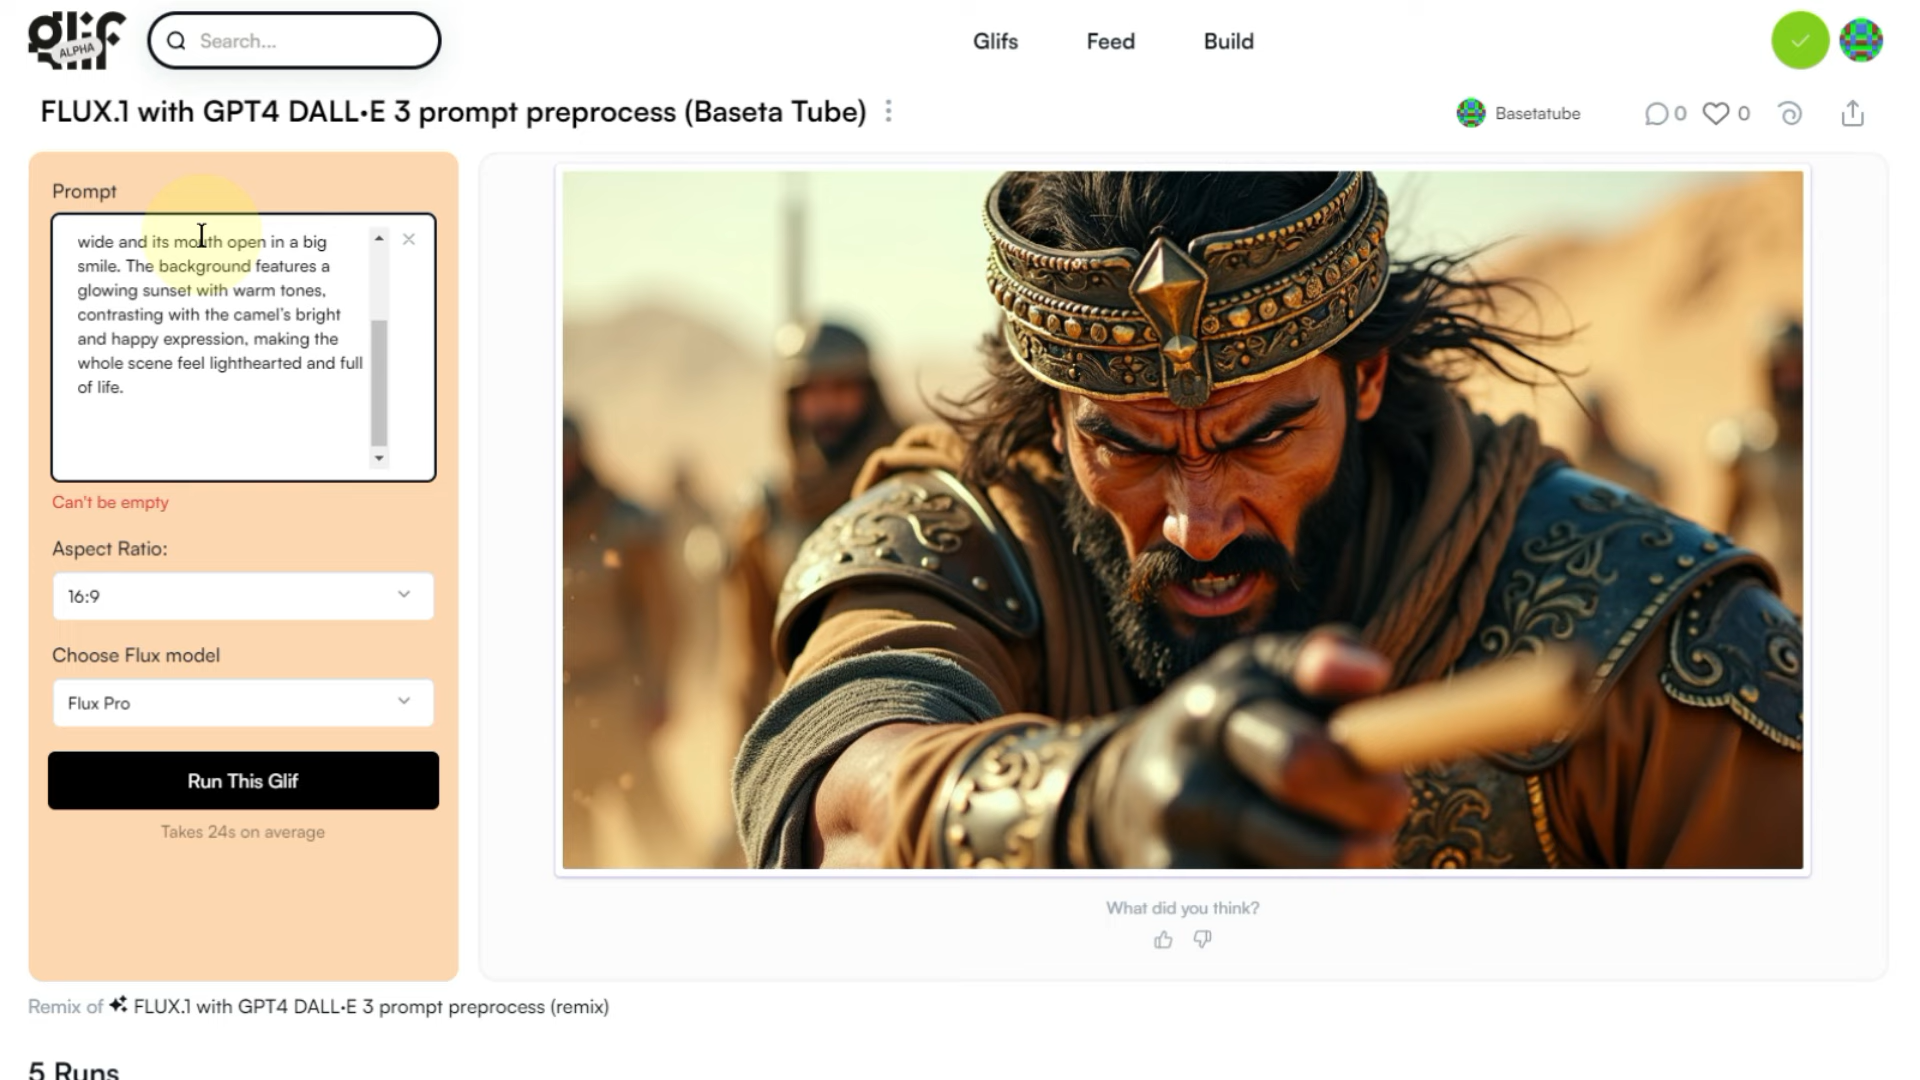 glif
ALPHA
Search...
Glifs
Feed
Build
FLUX.1 with GPT4 DALL·E 3 prompt preprocess (Baseta Tube)
Basetatube
0
0
Prompt
wide and its mouth open in a big
smile. The background features a
glowing sunset with warm tones,
contrasting with the camel's bright
and happy expression, making the
whole scene feel lighthearted and full
of life.
Can't be empty
Aspect Ratio:
16:9
Choose Flux model
Flux Pro
Run This Glif
Takes 24s on average
What did you think?
Remix of FLUX.1 with GPT4 DALL·E 3 prompt preprocess (remix)
5 Runs